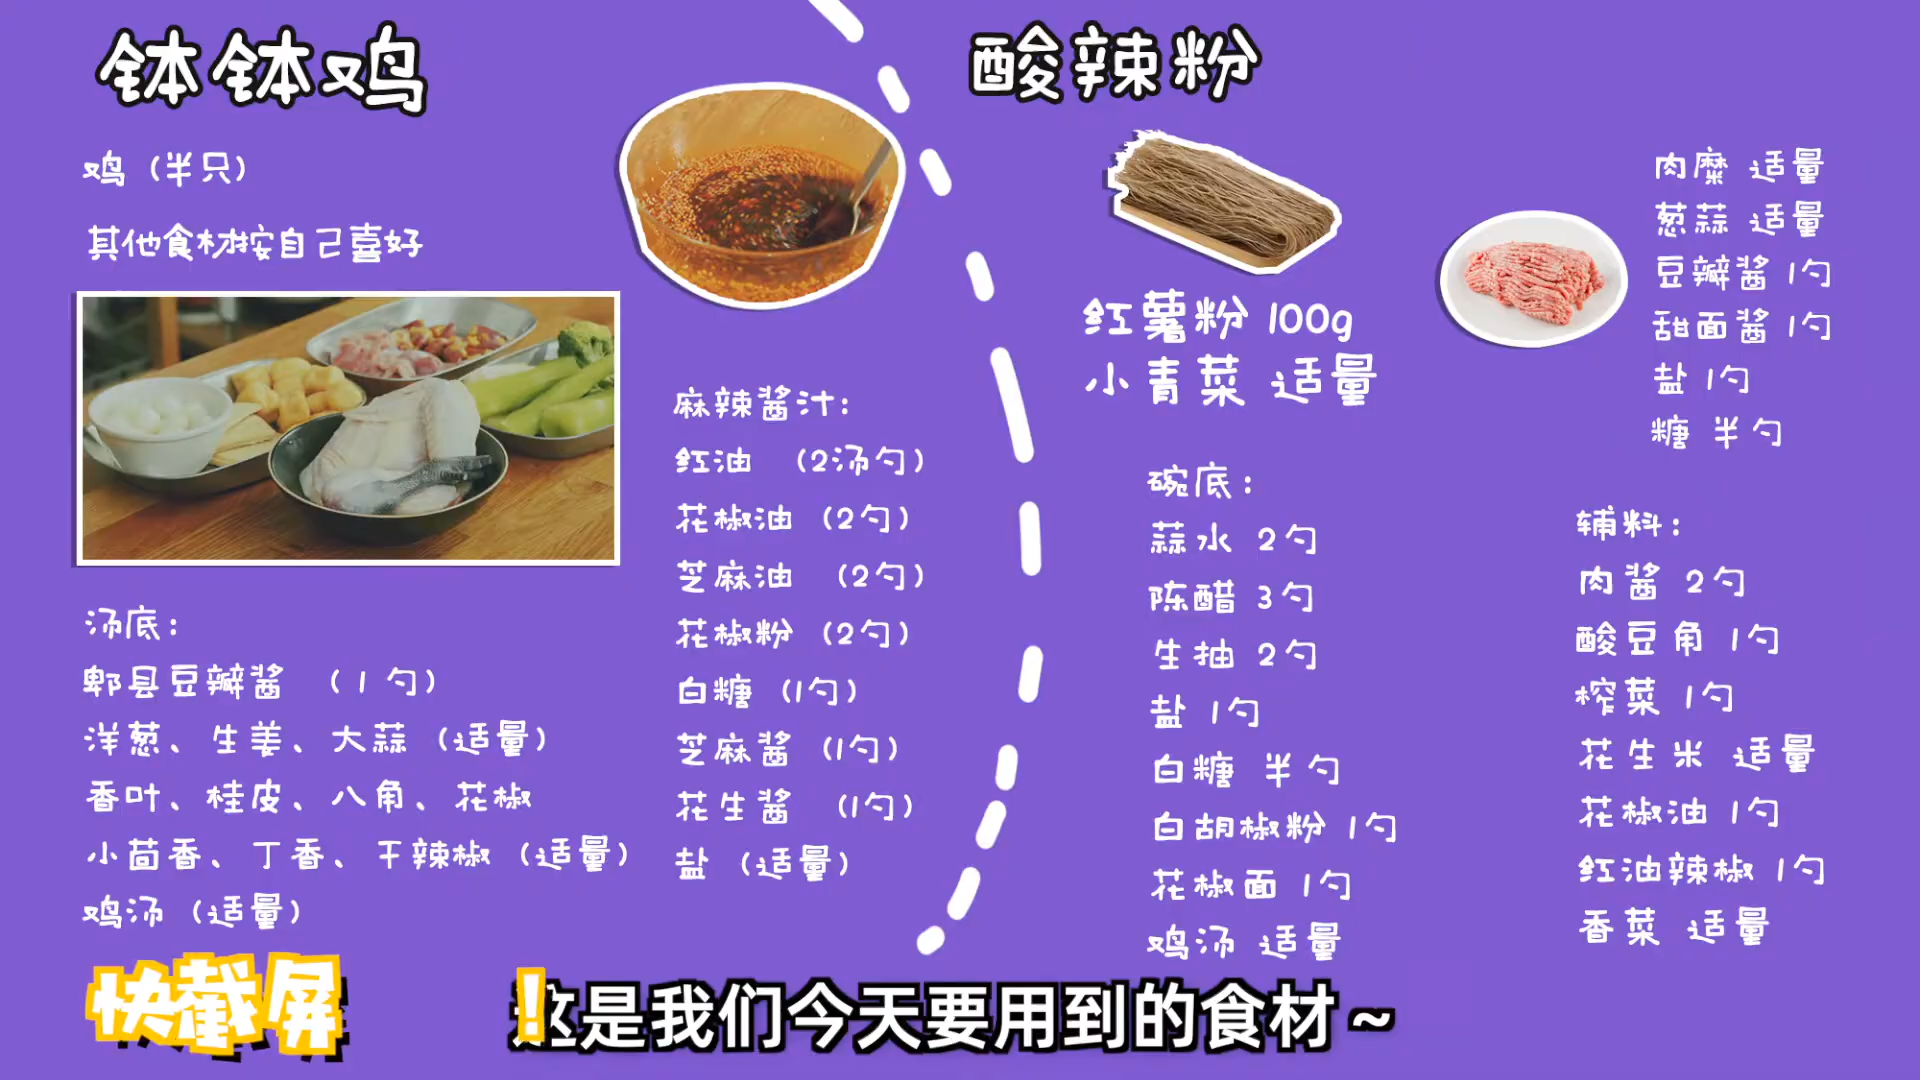 钵钵鸡
鸡（半只）
其他食材按自己喜好
汤底：
郫县豆瓣酱 （1 勺）
洋葱、生姜、大蒜（适量）
香叶、桂皮、八角、花椒
小茴香、丁香、干辣椒（适量）
鸡汤（适量）
麻辣酱汁：
红油 （2汤勺）
花椒油（2勺）
芝麻油 （2勺）
花椒粉（2勺）
白糖（1勺）
芝麻酱（1勺）
花生酱 （1勺）
盐（适量）
酸辣粉
红薯粉 100g
小青菜 适量
碗底：
蒜水 2勺
陈醋 3勺
生抽 2勺
盐 1勺
白糖 半勺
白胡椒粉 1勺
花椒面 1勺
鸡汤 适量
肉糜 适量
葱蒜 适量
豆瓣酱 1勺
甜面酱 1勺
盐 1勺
糖 半勺
辅料：
肉酱 2勺
酸豆角 1勺
榨菜 1勺
花生米 适量
花椒油 1勺
红油辣椒 1勺
香菜 适量
快截屏！
这是我们今天要用到的食材～